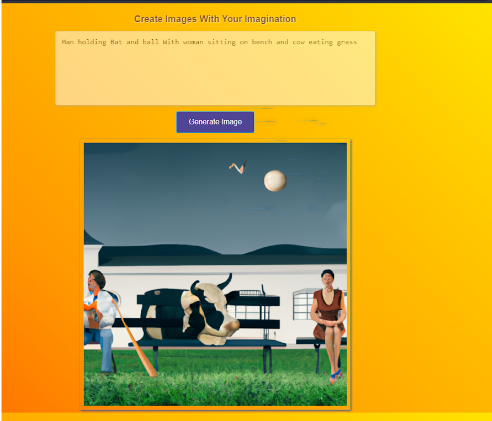 Create Images With Your Imagination
Man holding Bat and ball With woman sitting on bench and cow eating gress
Generate Image